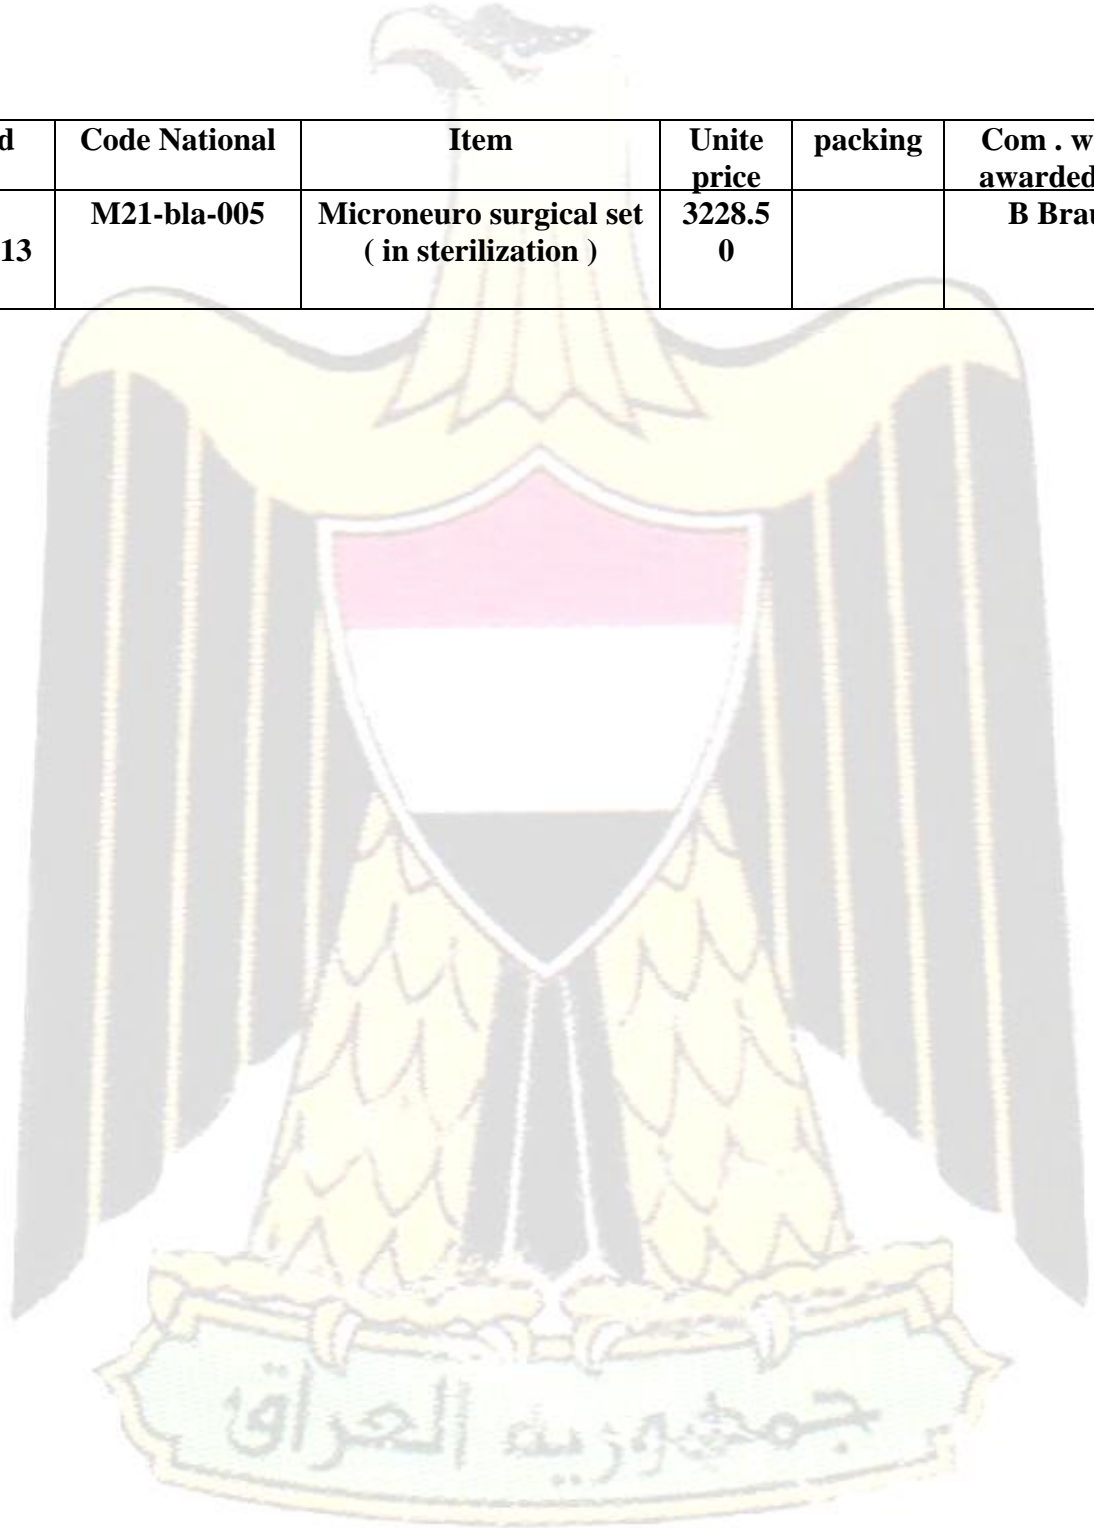 d Code National Item Unite price packing Com . w awarded
13 M21-bla-005 Microneuro surgical set ( in sterilization ) 3228.5 0 B Brau
جمهورية العراق